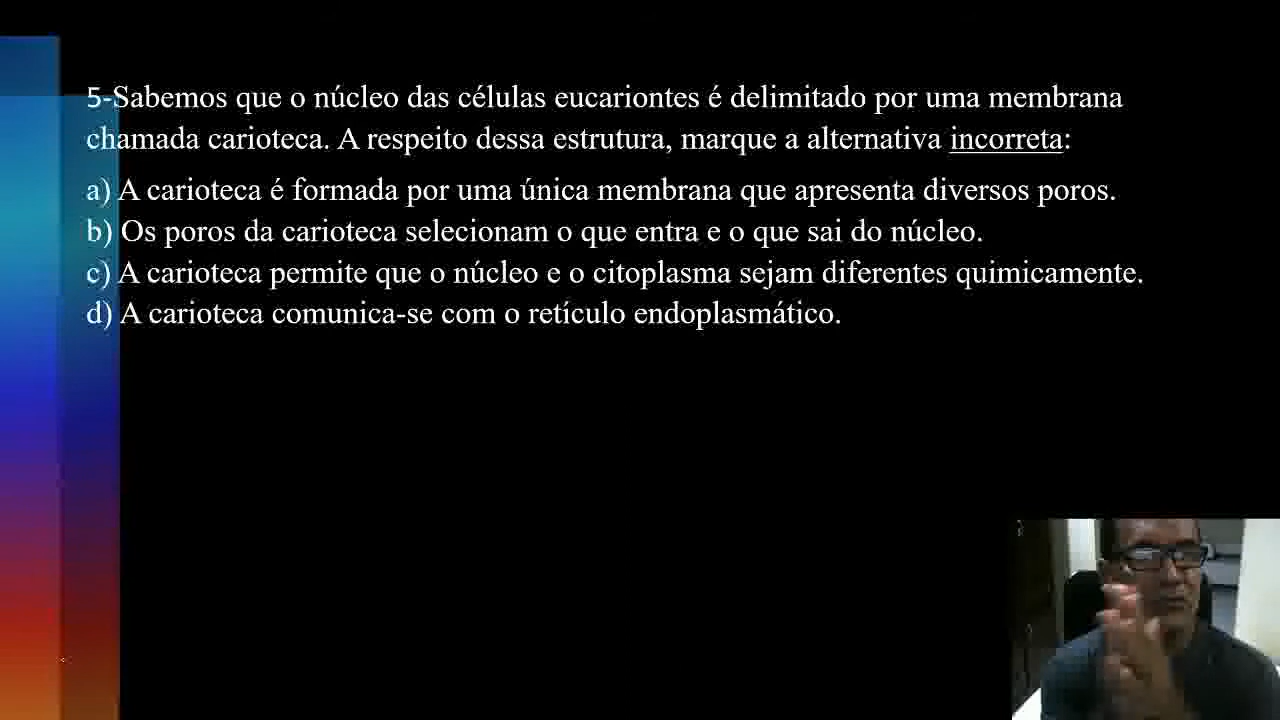 5-Sabemos que o núcleo das células eucariontes é delimitado por uma membrana
chamada carioteca. A respeito dessa estrutura, marque a alternativa incorreta:
a) A carioteca é formada por uma única membrana que apresenta diversos poros.
b) Os poros da carioteca selecionam o que entra e o que sai do núcleo.
c) A carioteca permite que o núcleo e o citoplasma sejam diferentes quimicamente.
d) A carioteca comunica-se com o retículo endoplasmático.